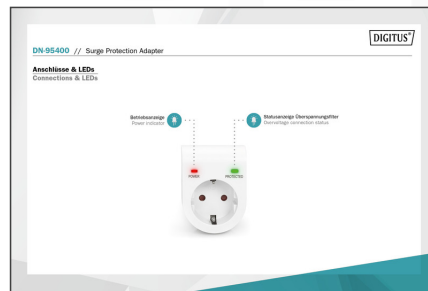 DIGITUS®
DN-95400 // Surge Protection Adapter
Anschlüsse & LEDs
Connections & LEDs
Betriebsanzeige
Power indicator
Statusanzeige Überspannungsfilter
Overvoltage connection status
POWER
PROTECTED